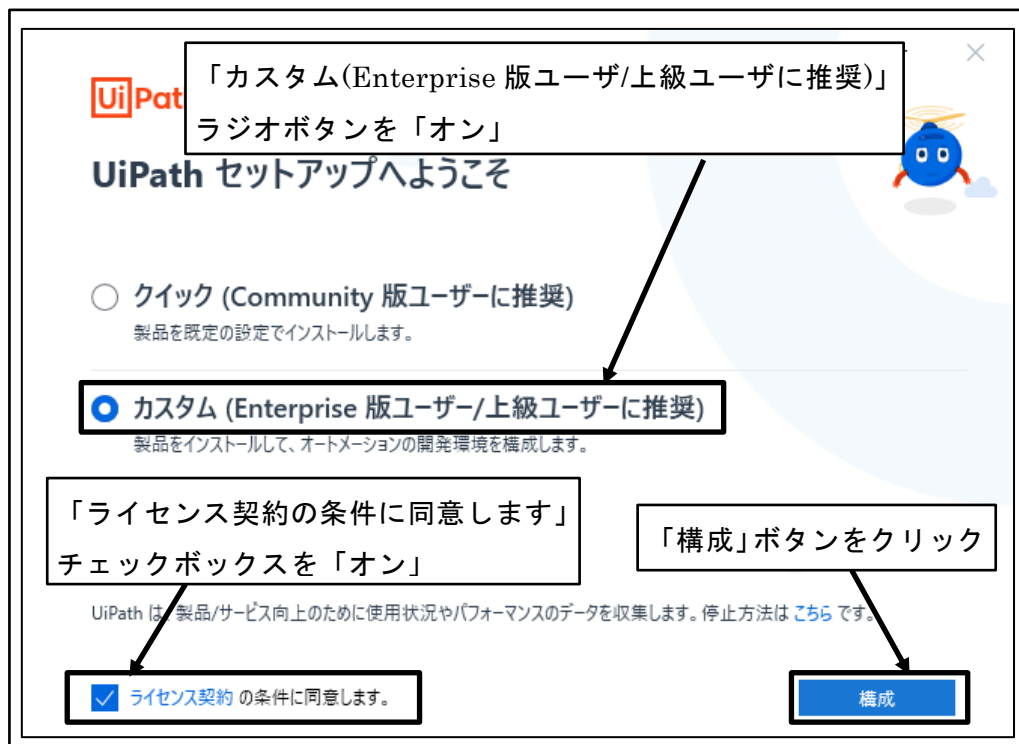 「カスタム(Enterprise 版ユーザ/上級ユーザに推奨)」
ラジオボタンを「オン」
Ui Pat
UiPath セットアップへようこそ
クイック (Community 版ユーザーに推奨)
製品を既定の設定でインストールします。
カスタム (Enterprise 版ユーザー/上級ユーザーに推奨)
製品をインストールして、オートメーションの開発環境を構成します。
「ライセンス契約の条件に同意します」
チェックボックスを「オン」
「構成」ボタンをクリック
UiPath は、製品/サービス向上のために使用状況やパフォーマンスのデータを収集します。停止方法は こちら です。
ライセンス契約 の条件に同意します。
構成